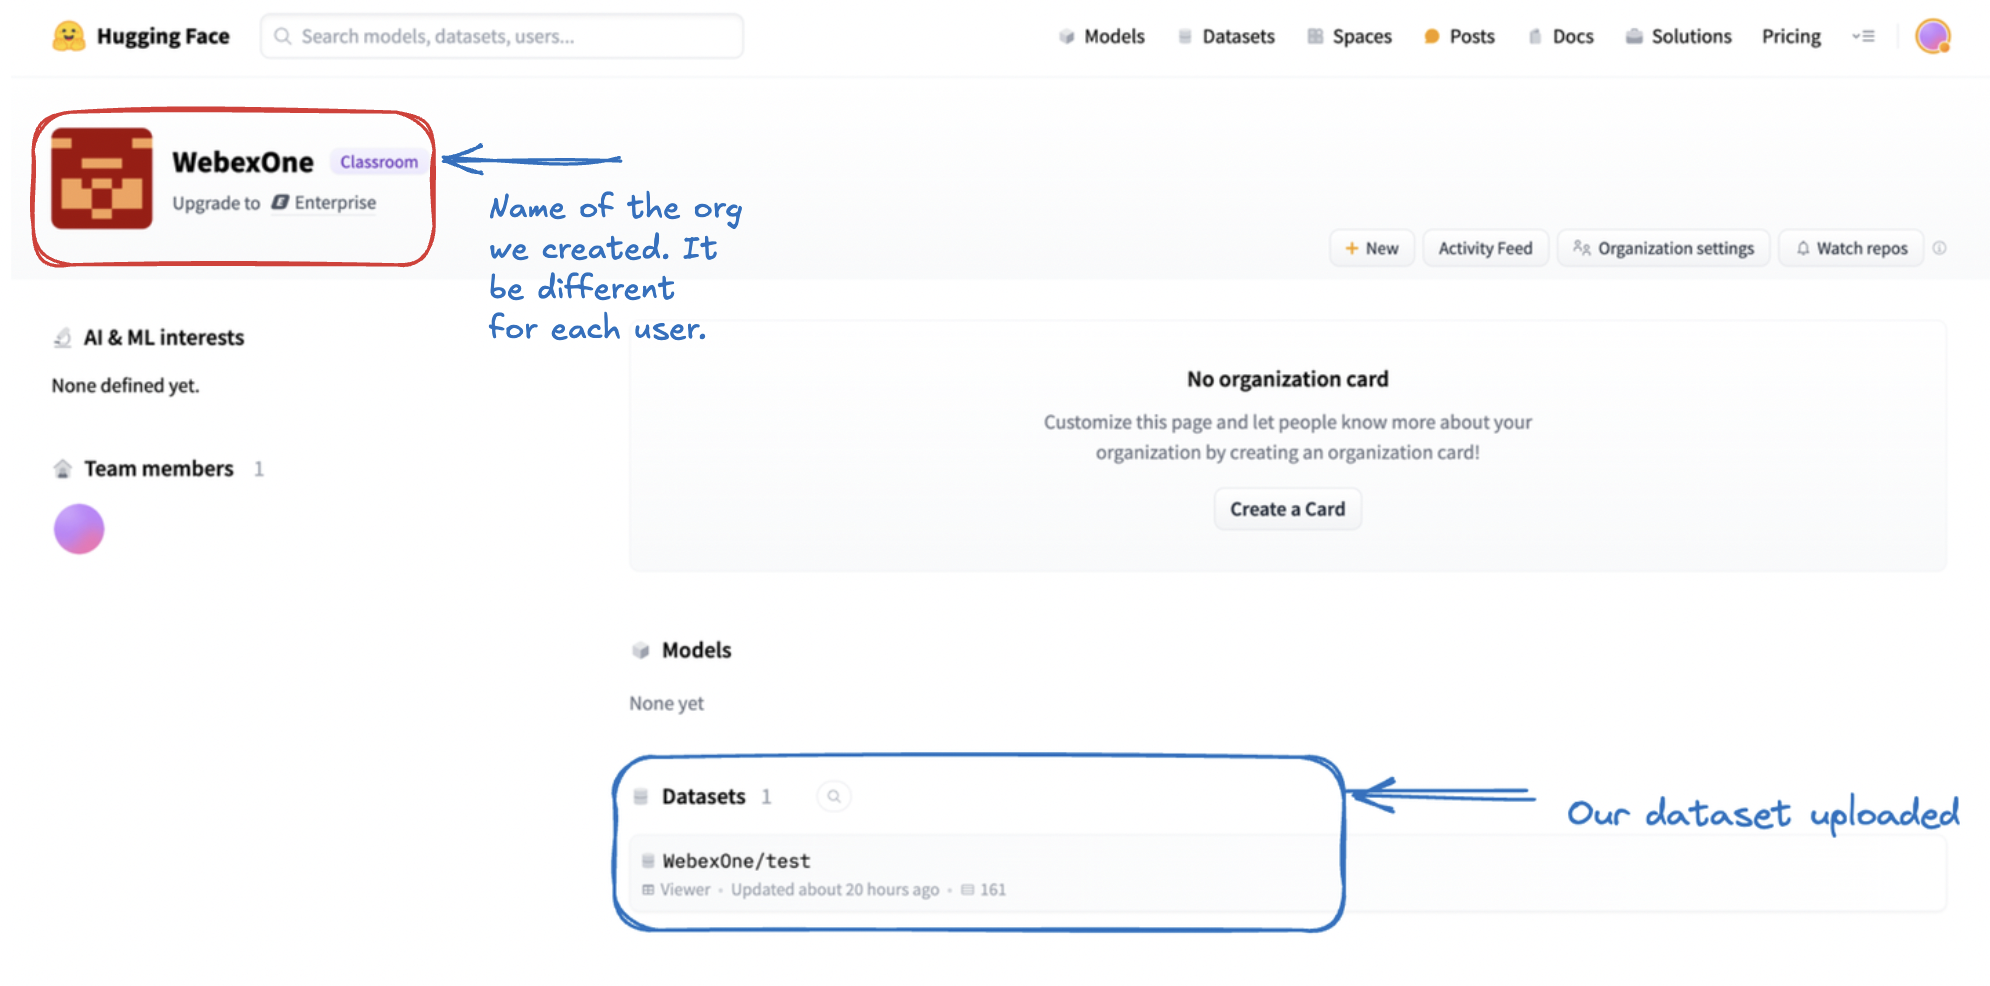 Hugging Face
Search models, datasets, users...
Models
Datasets
Spaces
Posts
Docs
Solutions
Pricing
WebexOne Classroom
Upgrade to Enterprise
Name of the org
we created. It
be different
for each user.
+ New
Activity Feed
Organization settings
Watch repos
AI & ML interests
None defined yet.
Team members 1
No organization card
Customize this page and let people know more about your
organization by creating an organization card!
Create a Card
Models
None yet
Datasets 1
Our dataset uploaded
WebexOne/test
Viewer • Updated about 20 hours ago • 161